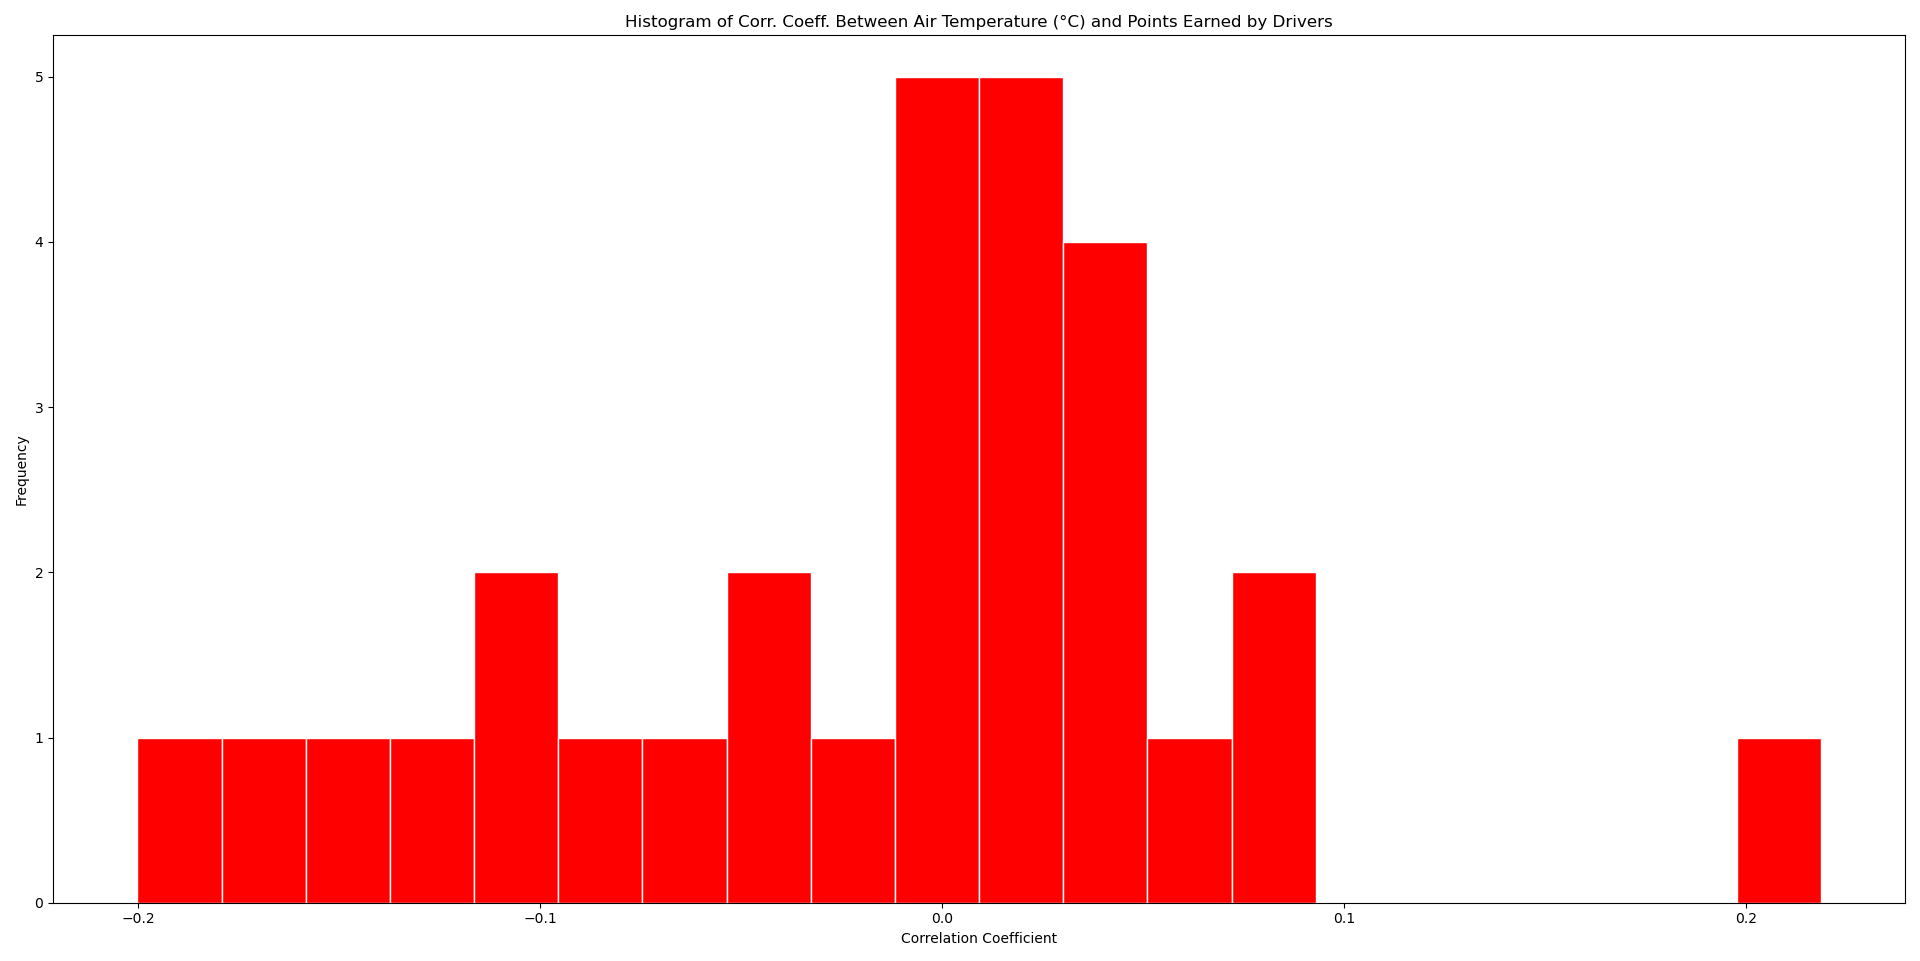 Histogram of Corr. Coeff. Between Air Temperature (°C) and Points Earned by Drivers
5
4
3
2
1
0
Frequency
−0.2 −0.1 0.0 0.1 0.2
Correlation Coefficient